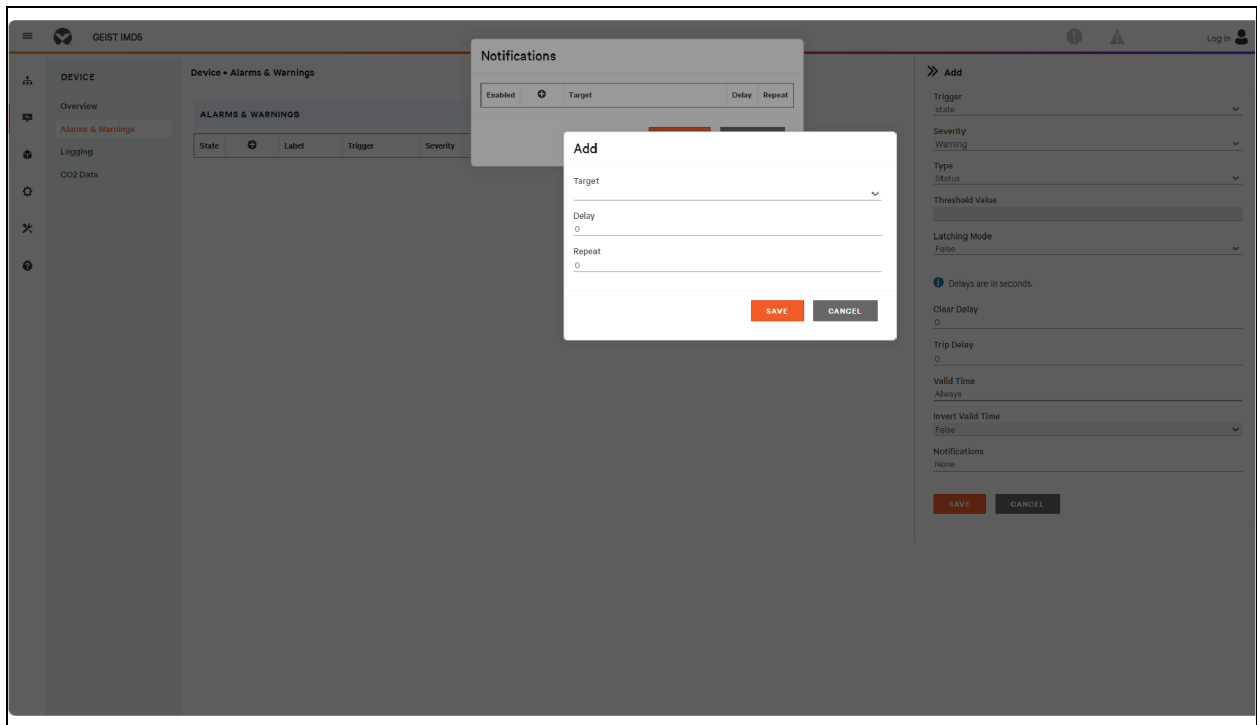 GEIST IMD5
Log In
DEVICE
Overview
Alarms & Warnings
Logging
CO2 Data
Device • Alarms & Warnings
ALARMS & WARNINGS
State Label Trigger Severity
Notifications
Enabled Target Delay Repeat
Add
Target
Delay
0
Repeat
0
SAVE CANCEL
Add
Trigger
state
Severity
Warning
Type
Status
Threshold Value
Latching Mode
False
Delays are in seconds.
Clear Delay
0
Trip Delay
0
Valid Time
Always
Invert Valid Time
False
Notifications
None
SAVE CANCEL